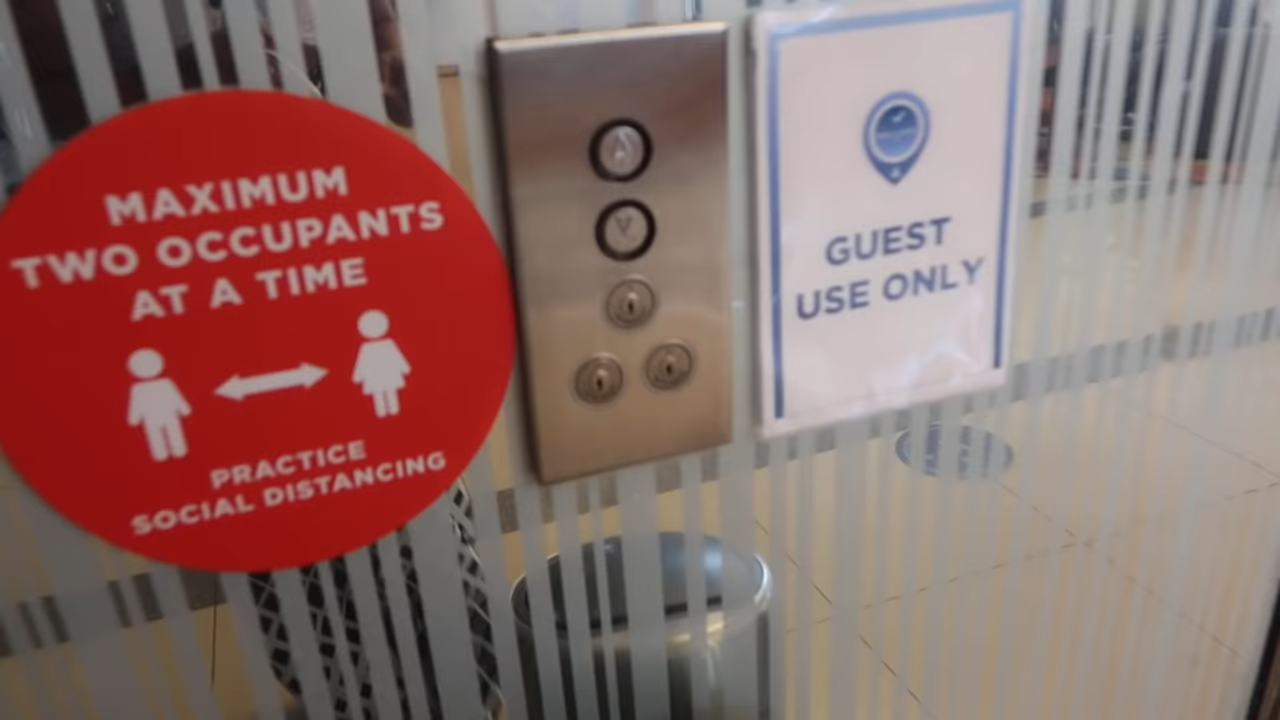 MAXIMUM
TWO OCCUPANTS
AT A TIME
PRACTICE
SOCIAL DISTANCING
GUEST
USE ONLY